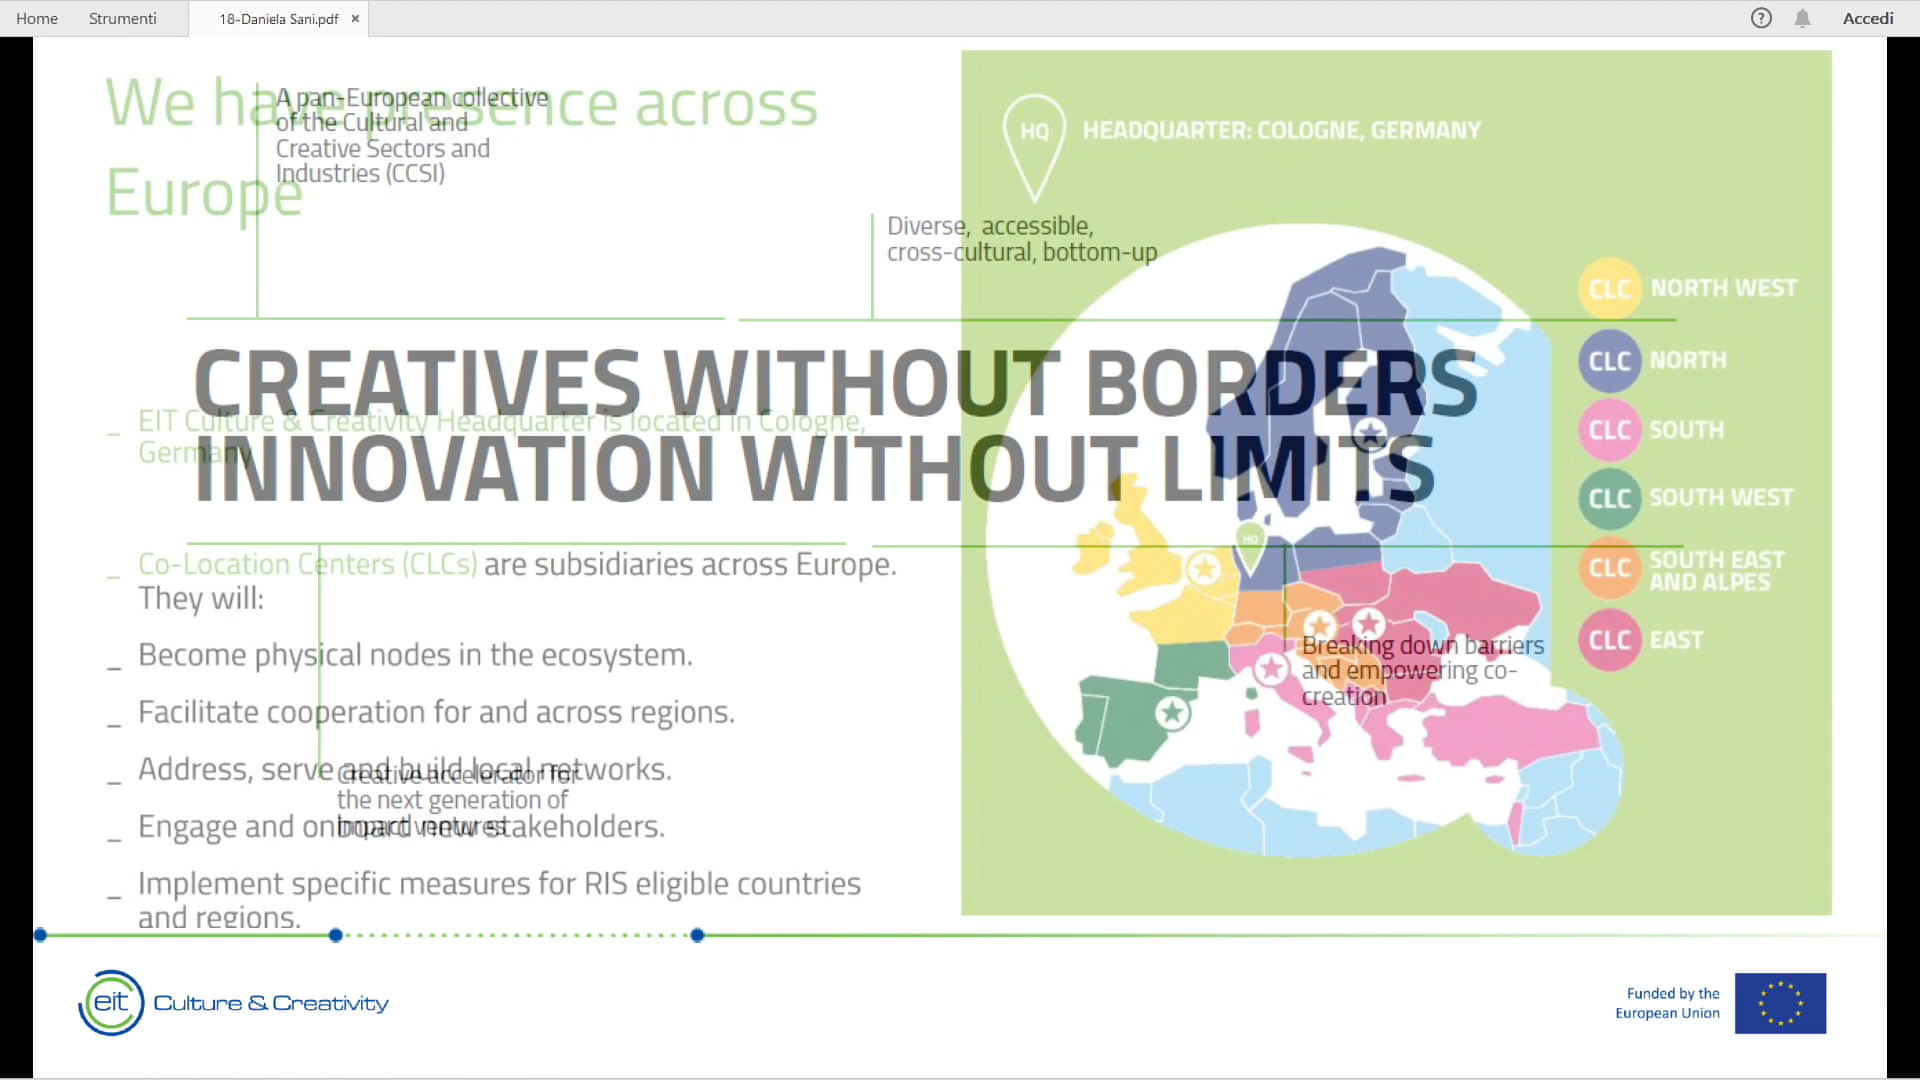 Home
Strumenti
18-Daniela Sani.pdf
×
?
Accedi
We have presence across
Europe
A pan-European collective
of the Cultural and
Creative Sectors and
Industries (CCSI)
HQ
HEADQUARTER: COLOGNE, GERMANY
Diverse, accessible,
cross-cultural, bottom-up
CREATIVES WITHOUT BORDERS
INNOVATION WITHOUT LIMITS
CLC NORTH WEST
CLC NORTH
CLC SOUTH
CLC SOUTH WEST
CLC SOUTH EAST
AND ALPES
CLC EAST
HQ
_ EIT Culture & Creativity Headquarter is located in Cologne,
Germany
_ Co-Location Centers (CLCs) are subsidiaries across Europe.
They will:
_ Become physical nodes in the ecosystem.
_ Facilitate cooperation for and across regions.
_ Address, serve and build local networks.
_ Engage and onboard new stakeholders.
_ Implement specific measures for RIS eligible countries
and regions.
Creative accelerator for
the next generation of
impact ventures
Breaking down barriers
and empowering co-
creation
eit Culture & Creativity
Funded by the
European Union